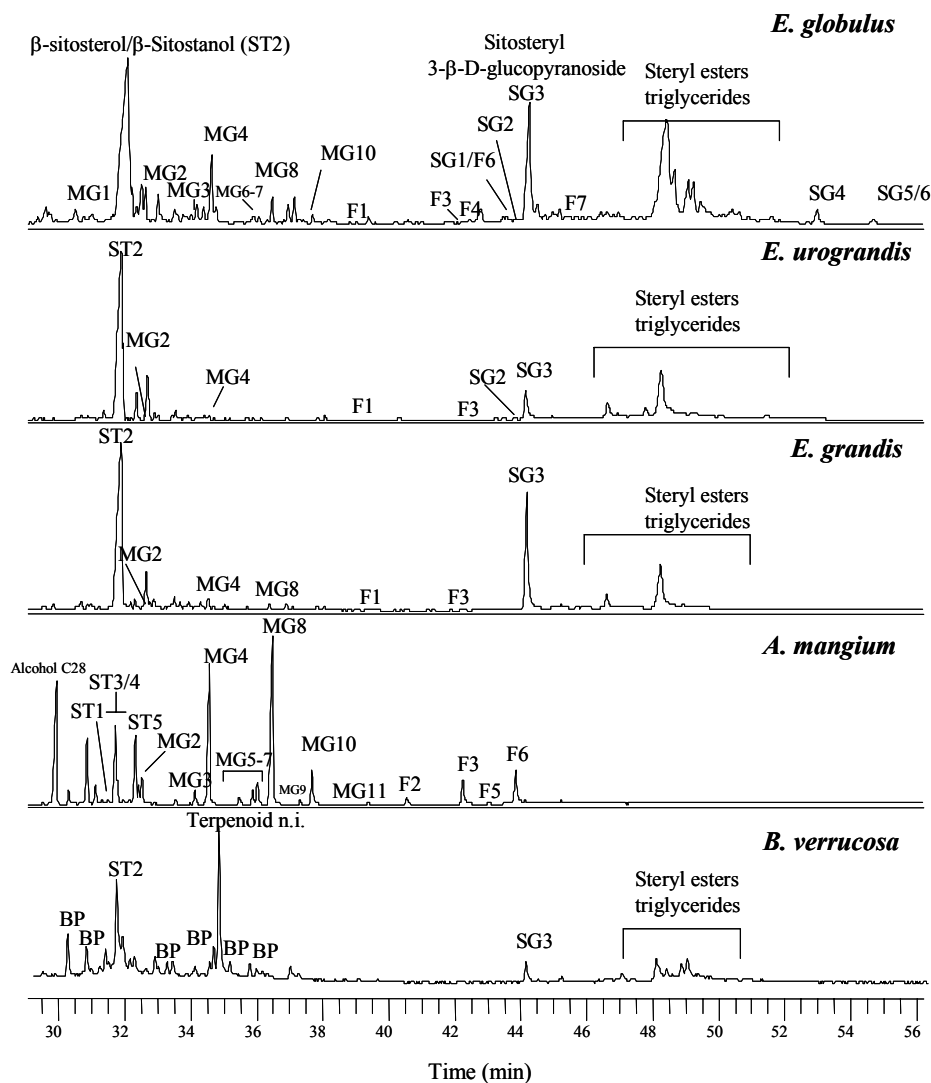 E. globulus
β-sitosterol/β-Sitostanol (ST2)
Sitosteryl
3-β-D-glucopyranoside
Steryl esters
triglycerides
SG3
SG2
MG4
MG1
MG2
MG3
MG6-7
MG8
MG10
F1
SG1/F6
F3
F4
F7
SG4
SG5/6
E. urograndis
ST2
MG2
MG4
F1
F3
SG2
SG3
Steryl esters
triglycerides
E. grandis
ST2
MG2
MG4
MG8
F1
F3
SG3
Steryl esters
triglycerides
A. mangium
Alcohol C28
ST3/4
ST1
ST5
MG2
MG3
MG4
MG5-7
MG8
MG9
MG10
MG11
F2
F3
F5
F6
B. verrucosa
Terpenoid n.i.
ST2
BP
BP
BP
BP
BP
BP
SG3
Steryl esters
triglycerides
30 32 34 36 38 40 42 44 46 48 50 52 54 56
Time (min)